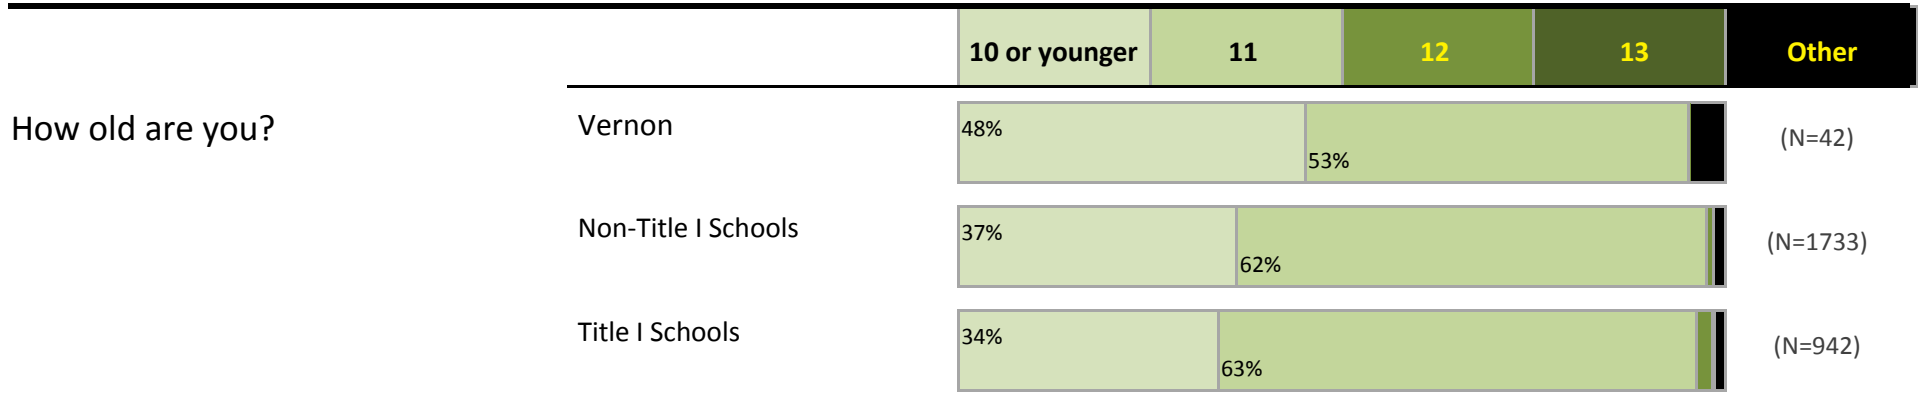 10 or younger 11 12 13 Other
How old are you? Vernon 48% 53% (N=42)
Non-Title I Schools 37% 62% (N=1733)
Title I Schools 34% 63% (N=942)